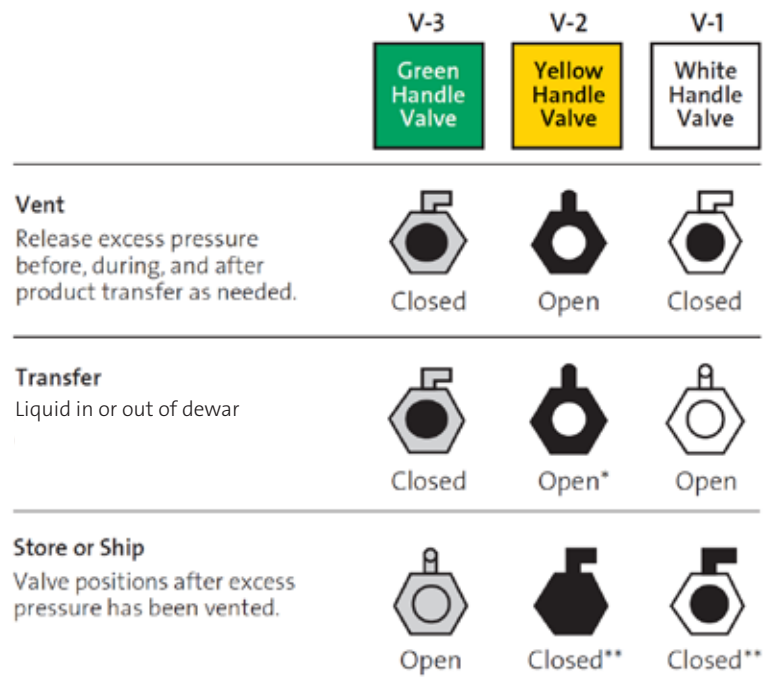 V-3 V-2 V-1
Green Yellow White
Handle Handle Handle
Valve Valve Valve
Vent
Release excess pressure
before, during, and after
product transfer as needed.
Closed Open Closed
Transfer
Liquid in or out of dewar
Closed Open* Open
Store or Ship
Valve positions after excess
pressure has been vented.
Open Closed** Closed**